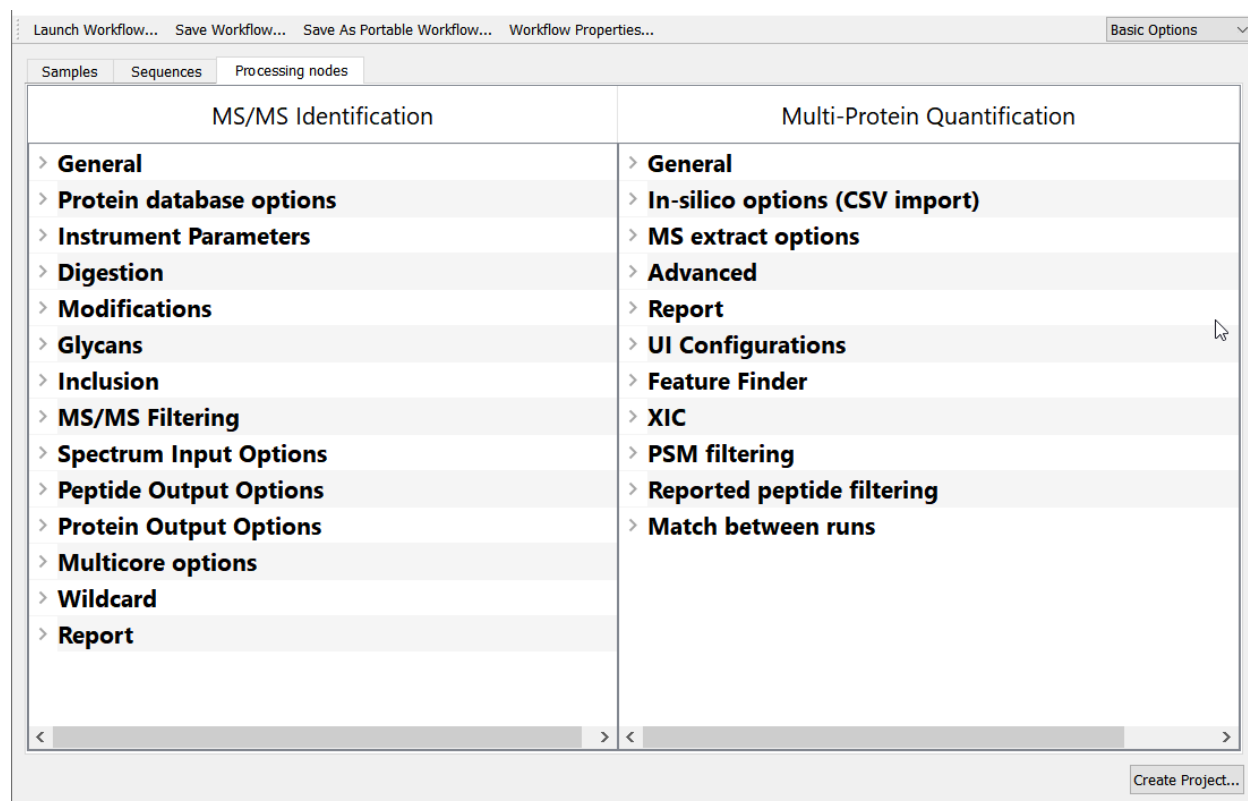 Launch Workflow... Save Workflow... Save As Portable Workflow... Workflow Properties... Basic Options
Samples Sequences Processing nodes
MS/MS Identification
General
Protein database options
Instrument Parameters
Digestion
Modifications
Glycans
Inclusion
MS/MS Filtering
Spectrum Input Options
Peptide Output Options
Protein Output Options
Multicore options
Wildcard
Report
Multi-Protein Quantification
General
In-silico options (CSV import)
MS extract options
Advanced
Report
UI Configurations
Feature Finder
XIC
PSM filtering
Reported peptide filtering
Match between runs
Create Project...